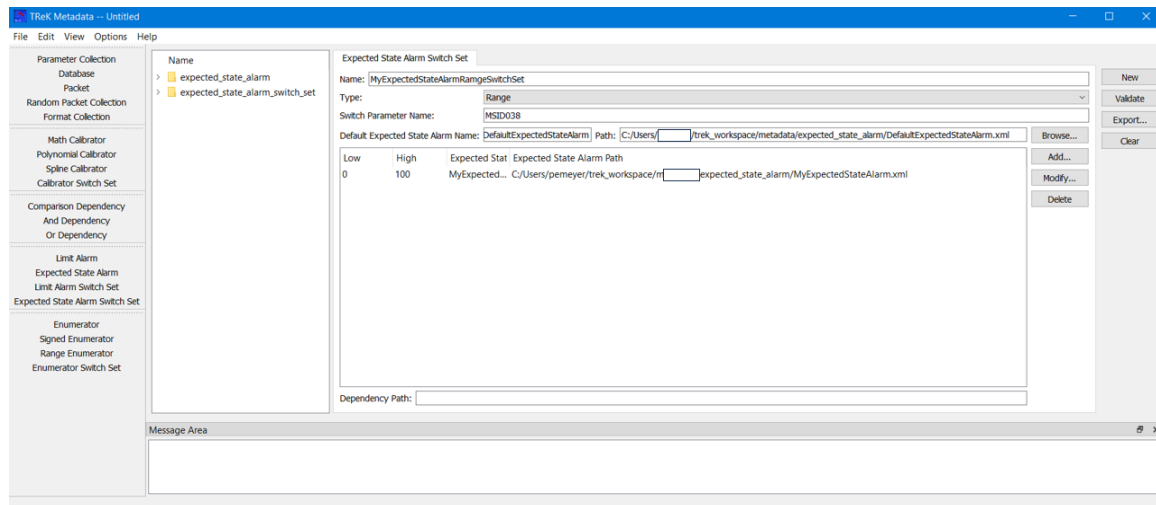 TReK Metadata -- Untitled
File Edit View Options Help
Parameter Collection
Database
Packet
Random Packet Collection
Format Collection
Math Calibrator
Polynomial Calibrator
Spline Calibrator
Calibrator Switch Set
Comparison Dependency
And Dependency
Or Dependency
Limit Alarm
Expected State Alarm
Limit Alarm Switch Set
Expected State Alarm Switch Set
Enumerator
Signed Enumerator
Range Enumerator
Enumerator Switch Set
Name
expected_state_alarm
expected_state_alarm_switch_set
Expected State Alarm Switch Set
Name: MyExpectedStateAlarmRamgeSwitchSet
Type: Range
Switch Parameter Name: MSID038
Default Expected State Alarm Name: DefaultExpectedStateAlarm Path: C:/Users/ /trek_workspace/metadata/expected_state_alarm/DefaultExpectedStateAlarm.xml Browse...
Low High Expected Stat Expected State Alarm Path
0 100 MyExpected... C:/Users/pemeyer/trek_workspace/m expected_state_alarm/MyExpectedStateAlarm.xml
Add...
Modify...
Delete
Dependency Path:
New
Validate
Export...
Clear
Message Area